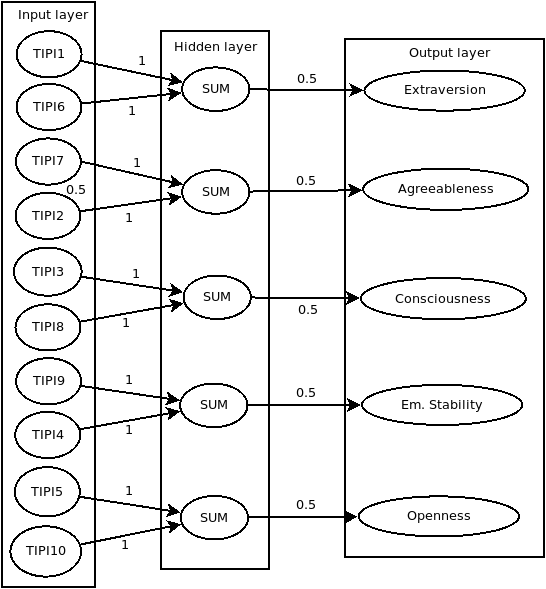 Input layer
Hidden layer
Output layer
TIPI1
1
SUM
0.5
Extraversion
TIPI6
1
TIPI7
1
0.5
SUM
0.5
Agreeableness
TIPI2
1
TIPI3
1
SUM
0.5
Consciousness
TIPI8
1
TIPI9
1
SUM
0.5
Em. Stability
TIPI4
1
TIPI5
1
SUM
0.5
Openness
TIPI10
1